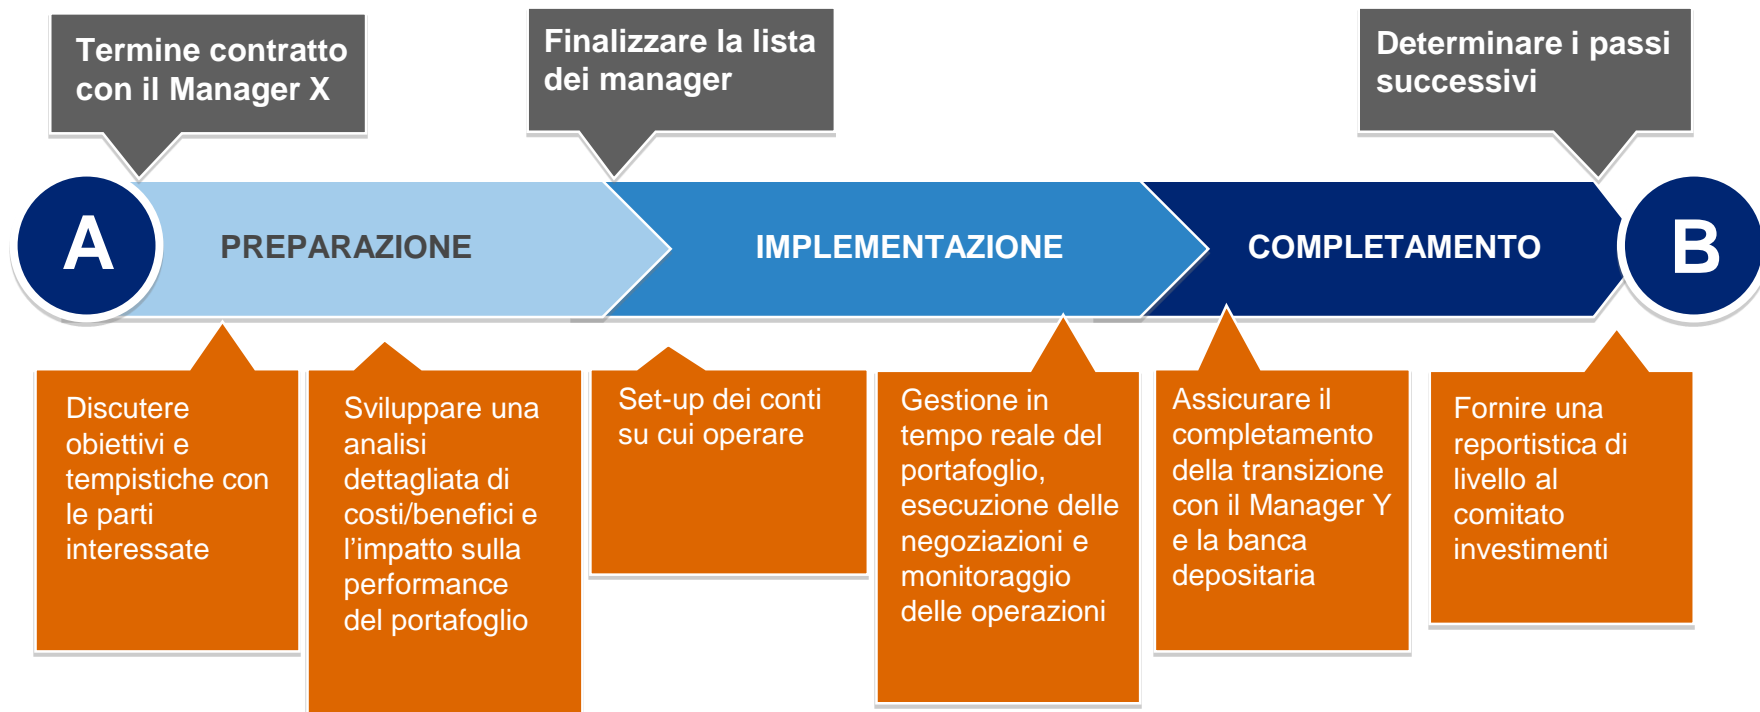 Termine contratto
con il Manager X
Finalizzare la lista
dei manager
Determinare i passi
successivi
A
PREPARAZIONE
IMPLEMENTAZIONE
COMPLETAMENTO
B
Discutere
obiettivi e
tempistiche con
le parti
interessate
Sviluppare una
analisi
dettagliata di
costi/benefici e
l’impatto sulla
performance
del portafoglio
Set-up dei conti
su cui operare
Gestione in
tempo reale del
portafoglio,
esecuzione delle
negoziazioni e
monitoraggio
delle operazioni
Assicurare il
completamento
della transizione
con il Manager Y
e la banca
depositaria
Fornire una
reportistica di
livello al
comitato
investimenti